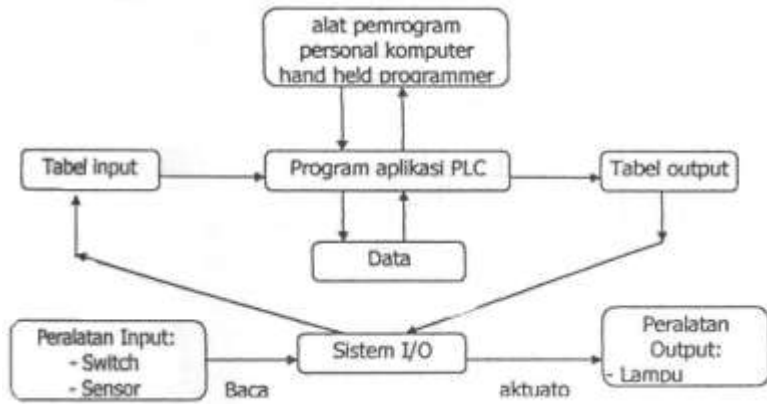 alat pemrogram
personal komputer
hand held programmer
Tabel input
Program aplikasi PLC
Tabel output
Data
Peralatan Input:
- Switch
- Sensor
Baca
Sistem I/O
aktuato
Peralatan
Output:
- Lampu